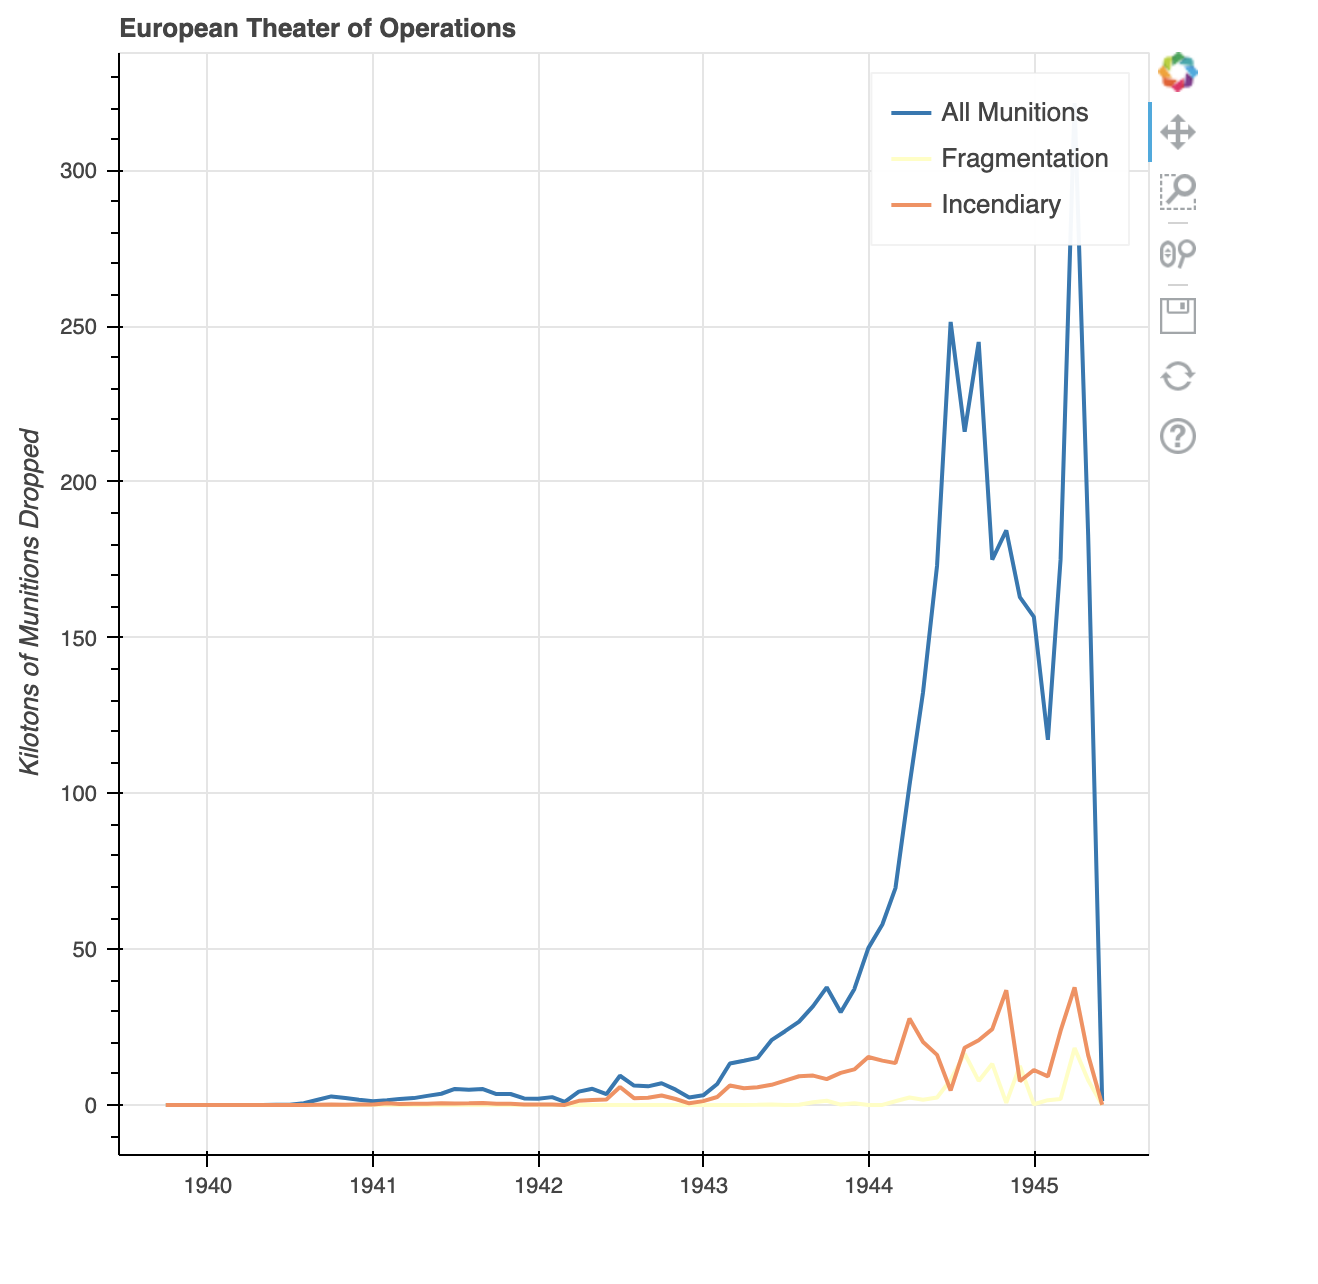 European Theater of Operations
All Munitions
Fragmentation
Incendiary
Kilotons of Munitions Dropped
300
250
200
150
100
50
0
1940 1941 1942 1943 1944 1945